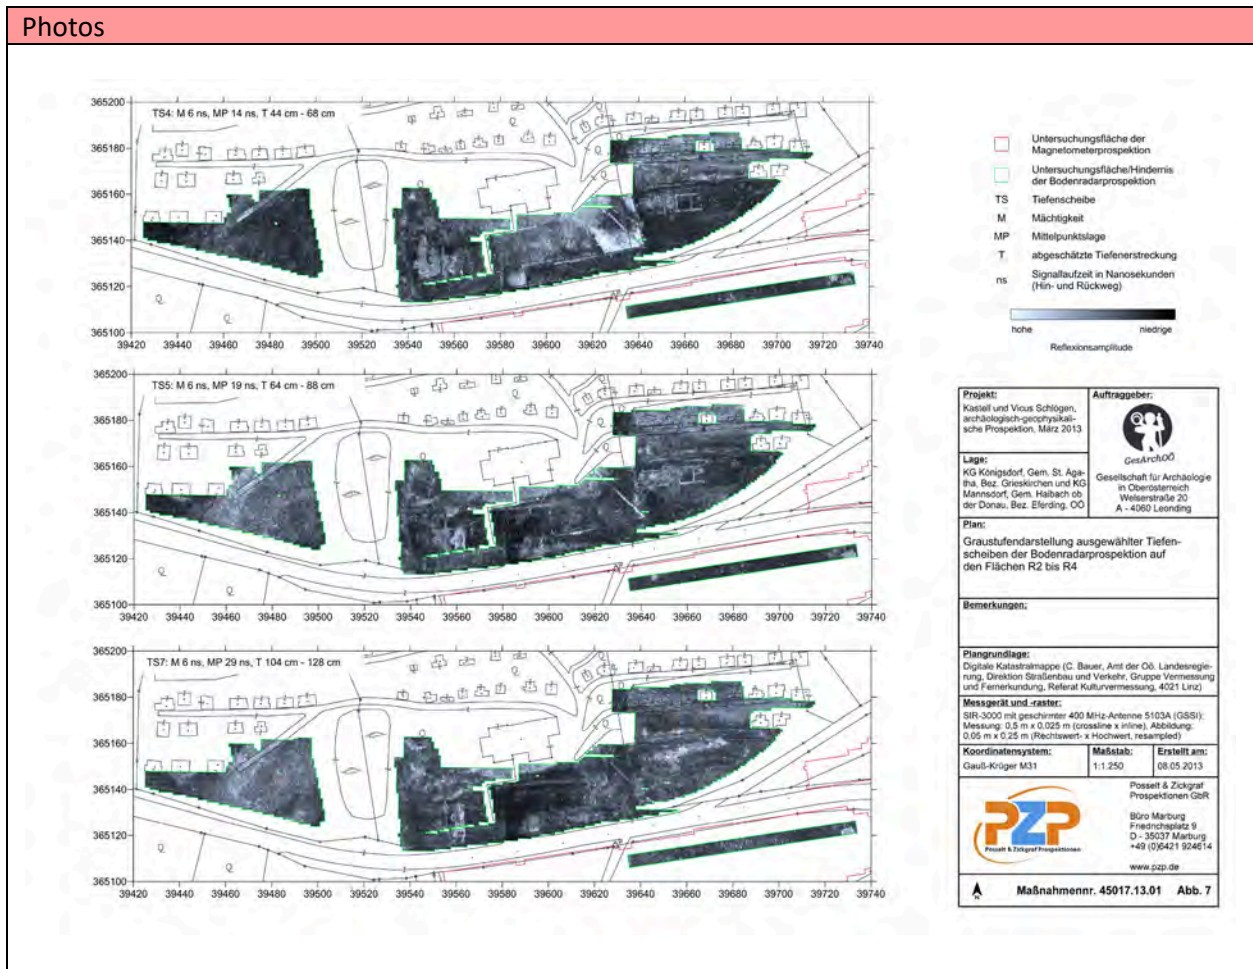 Photos
TS4: M 6 ns, MP 14 ns, T 44 cm - 68 cm
365200
365180
365160
365140
365120
365100
39420 39440 39460 39480 39500 39520 39540 39560 39580 39600 39620 39640 39660 39680 39700 39720 39740
TS5: M 6 ns, MP 19 ns, T 64 cm - 88 cm
365200
365180
365160
365140
365120
365100
39420 39440 39460 39480 39500 39520 39540 39560 39580 39600 39620 39640 39660 39680 39700 39720 39740
TS7: M 6 ns, MP 29 ns, T 104 cm - 128 cm
365200
365180
365160
365140
365120
365100
39420 39440 39460 39480 39500 39520 39540 39560 39580 39600 39620 39640 39660 39680 39700 39720 39740
Untersuchungsfläche der
Magnetometerprospektion
Untersuchungsfläche/Hindernis
der Bodenradarprospektion
TS Tiefenscheibe
M Mächtigkeit
MP Mittelpunktslage
T abgeschätzte Tiefenerstreckung
ns Signallaufzeit in Nanosekunden
(Hin- und Rückweg)
hohe niedrige
Reflexionsamplitude
Projekt:
Kastell und Vicus Schlögen,
archäologisch-geophysikali-
sche Prospektion, März 2013
Auftraggeber:
GesArchOÖ
Gesellschaft für Archäologie
in Oberösterreich
Welserstraße 20
A - 4060 Leonding
Lage:
KG Königsdorf, Gem. St. Aga-
tha, Bez. Grieskirchen und KG
Mannsdorf, Gem. Haibach ob
der Donau, Bez. Eferding, OÖ
Plan:
Graustufendarstellung ausgewählter Tiefen-
scheiben der Bodenradarprospektion auf
den Flächen R2 bis R4
Bemerkungen:
Plangrundlage:
Digitale Katastralmappe (C. Bauer, Amt der Oö. Landesregie-
rung, Direktion Straßenbau und Verkehr, Gruppe Vermessung
und Fernerkundung, Referat Kulturvermessung, 4021 Linz)
Messgerät und -raster:
SIR-3000 mit geschirmter 400 MHz-Antenne 5103A (GSSI):
Messung: 0,5 m x 0,025 m (crossline x inline), Abbildung:
0,05 m x 0,25 m (Rechtswert- x Hochwert, resampled)
Koordinatensystem: Maßstab: Erstellt am:
Gauß-Krüger M31 1:1.250 08.05.2013
PZP
Posselt & Zickgraf Prospektionen
Posselt & Zickgraf
Prospektionen GbR
Büro Marburg
Friedrichsplatz 9
D - 35037 Marburg
+49 (0)6421 924614
www.pzp.de
N
Maßnahmennr. 45017.13.01 Abb. 7